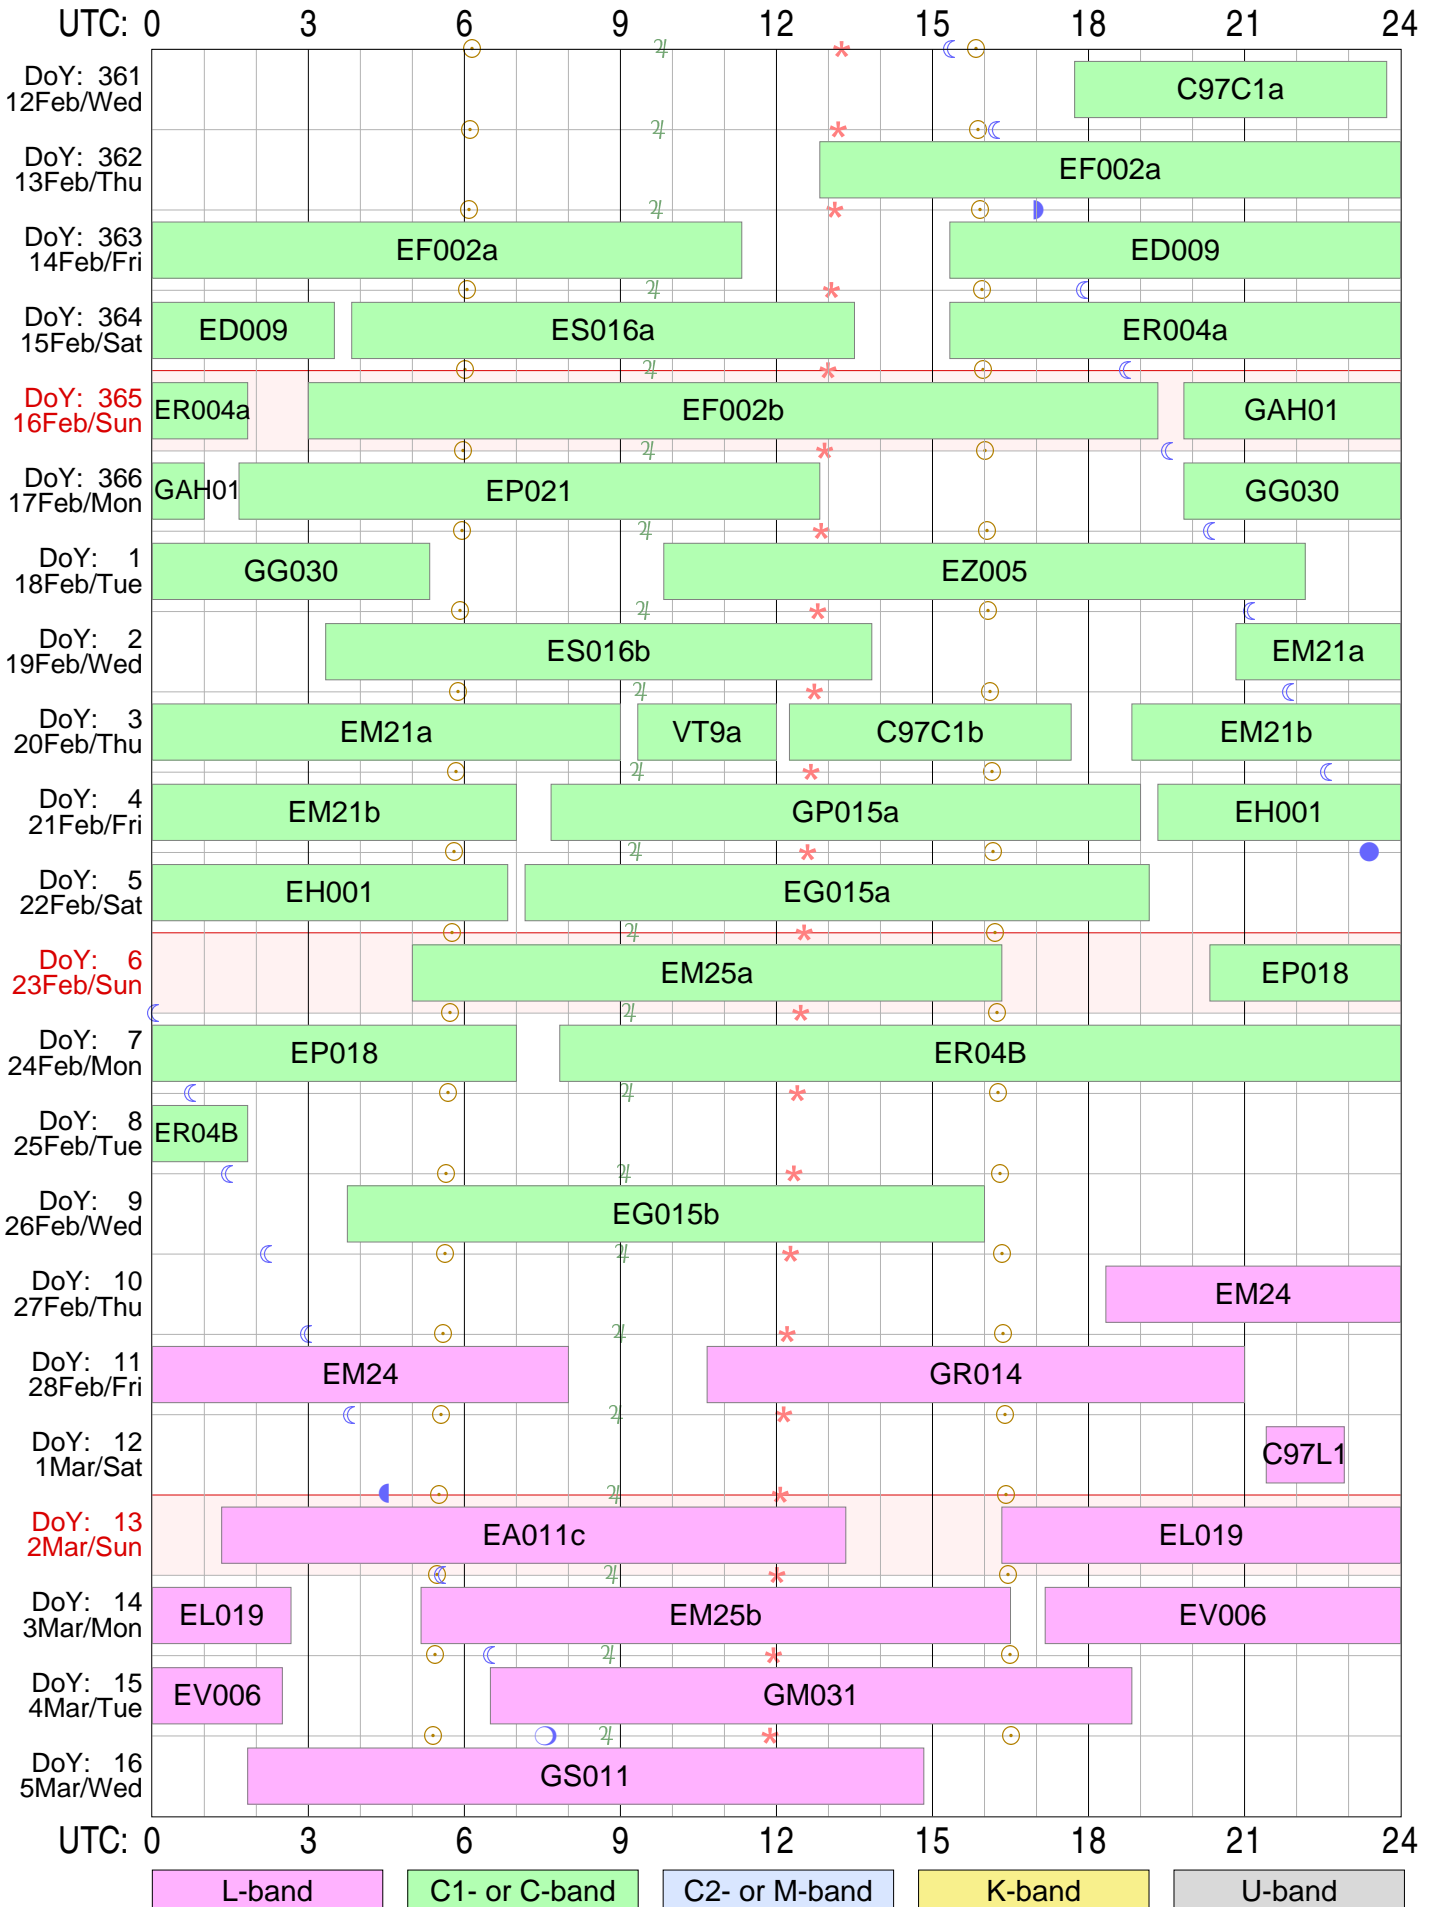 UTC: 0 3 6 9 12 15 18 21 24
DoY: 361
12Feb/Wed
C97C1a
DoY: 362
13Feb/Thu
EF002a
DoY: 363
14Feb/Fri
EF002a ED009
DoY: 364
15Feb/Sat
ED009 ES016a ER004a
DoY: 365
16Feb/Sun
ER004a EF002b GAH01
DoY: 366
17Feb/Mon
GAH01 EP021 GG030
DoY: 1
18Feb/Tue
GG030 EZ005
DoY: 2
19Feb/Wed
ES016b EM21a
DoY: 3
20Feb/Thu
EM21a VT9a C97C1b EM21b
DoY: 4
21Feb/Fri
EM21b GP015a EH001
DoY: 5
22Feb/Sat
EH001 EG015a
DoY: 6
23Feb/Sun
EM25a EP018
DoY: 7
24Feb/Mon
EP018 ER04B
DoY: 8
25Feb/Tue
ER04B
DoY: 9
26Feb/Wed
EG015b
DoY: 10
27Feb/Thu
EM24
DoY: 11
28Feb/Fri
EM24 GR014
DoY: 12
1Mar/Sat
C97L1
DoY: 13
2Mar/Sun
EA011c EL019
DoY: 14
3Mar/Mon
EL019 EM25b EV006
DoY: 15
4Mar/Tue
EV006 GM031
DoY: 16
5Mar/Wed
GS011
UTC: 0 3 6 9 12 15 18 21 24
L-band C1- or C-band C2- or M-band K-band U-band